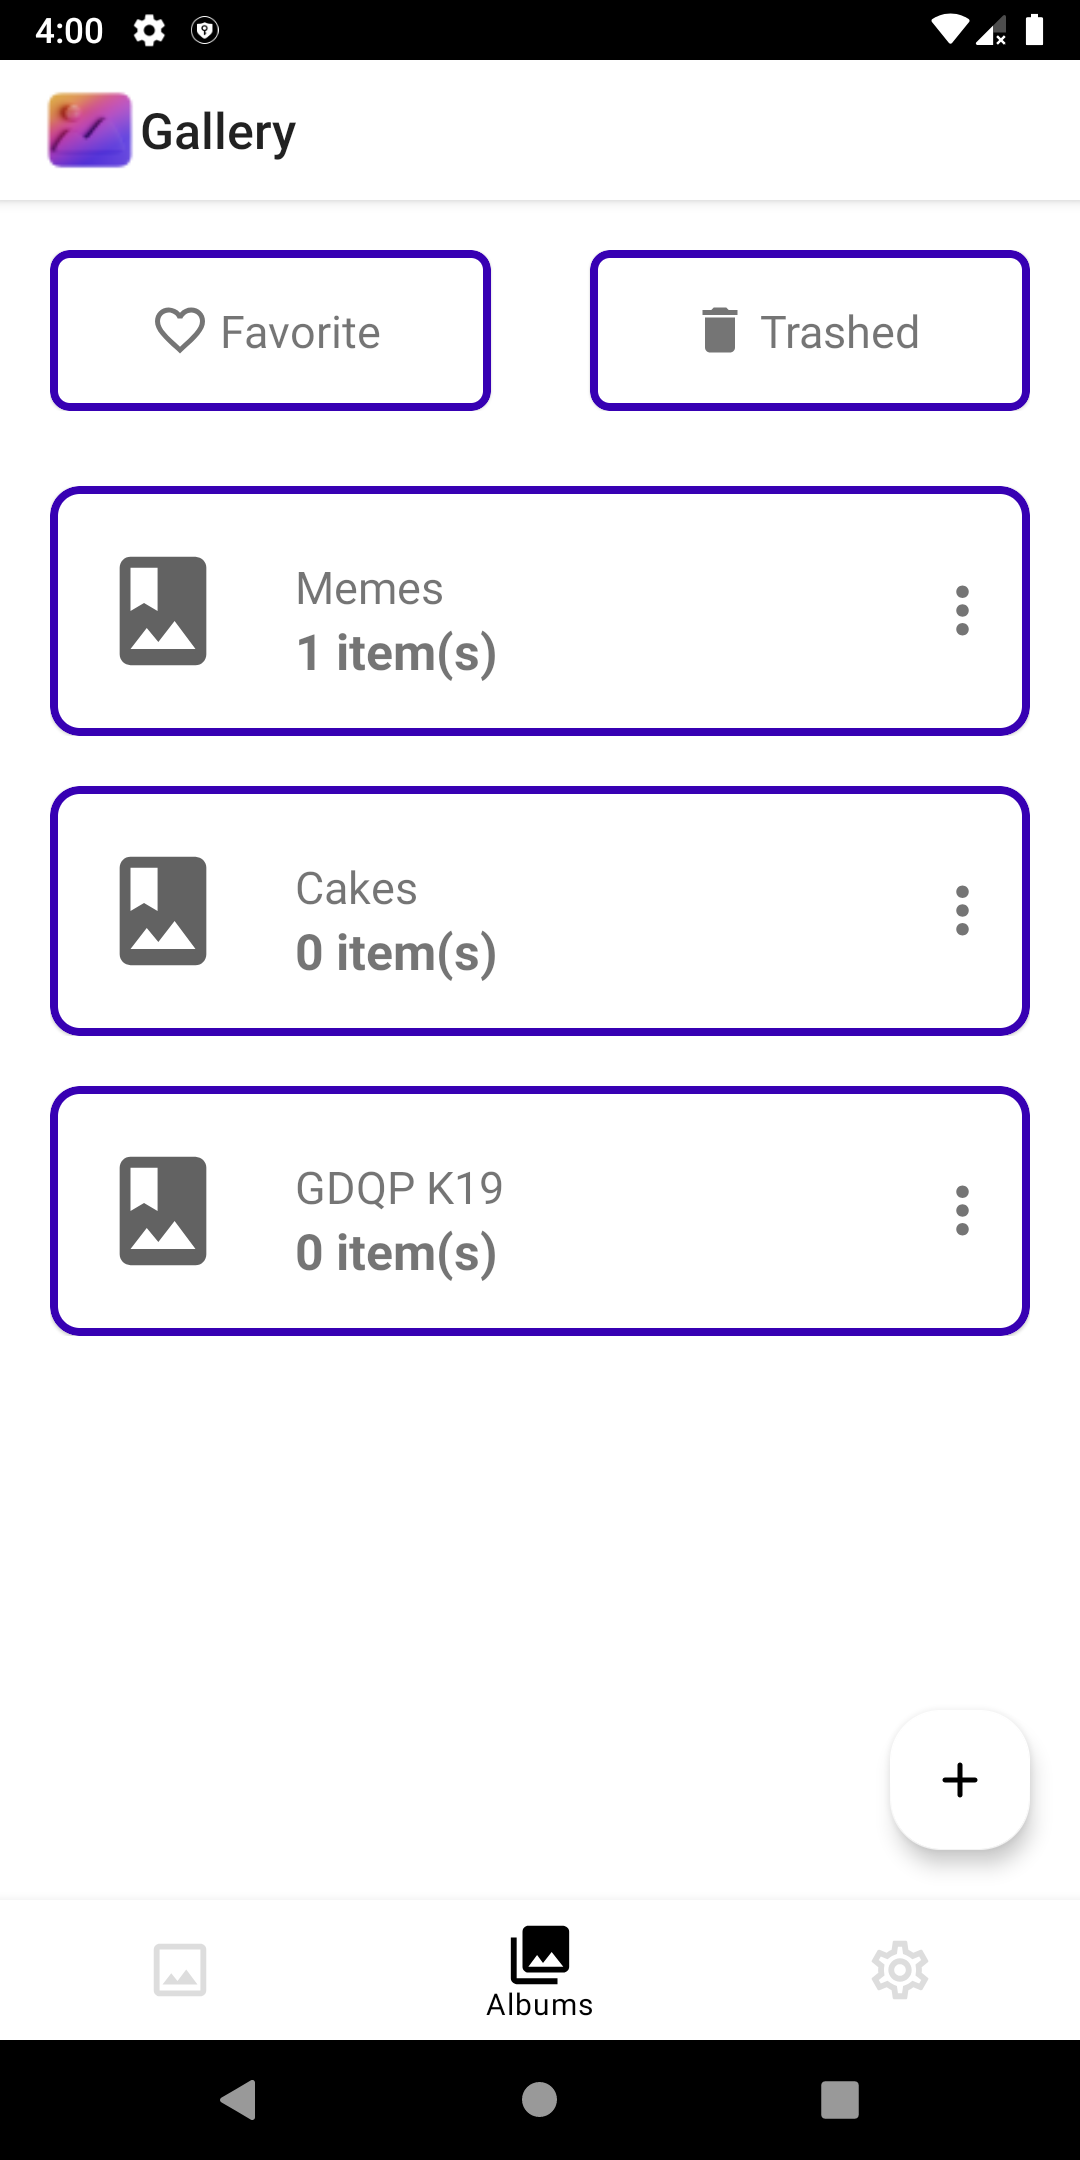 4:00
Gallery
Favorite
Trashed
Memes
1 item(s)
Cakes
0 item(s)
GDQP K19
0 item(s)
Albums